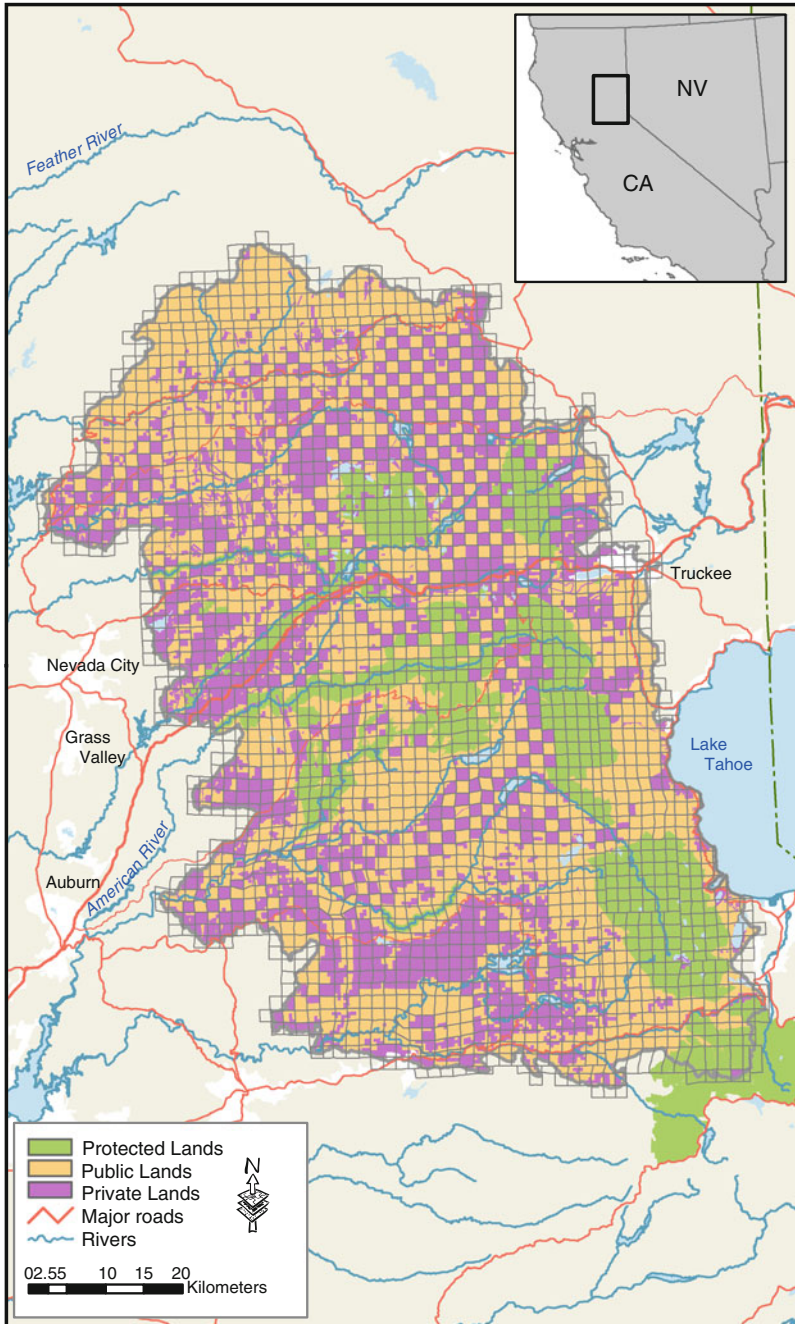 NV
CA
Feather River
Truckee
Nevada City
Grass
Valley
Lake
Tahoe
American River
Auburn
Protected Lands
Public Lands
Private Lands
Major roads
Rivers
N
02.55 10 15 20
Kilometers